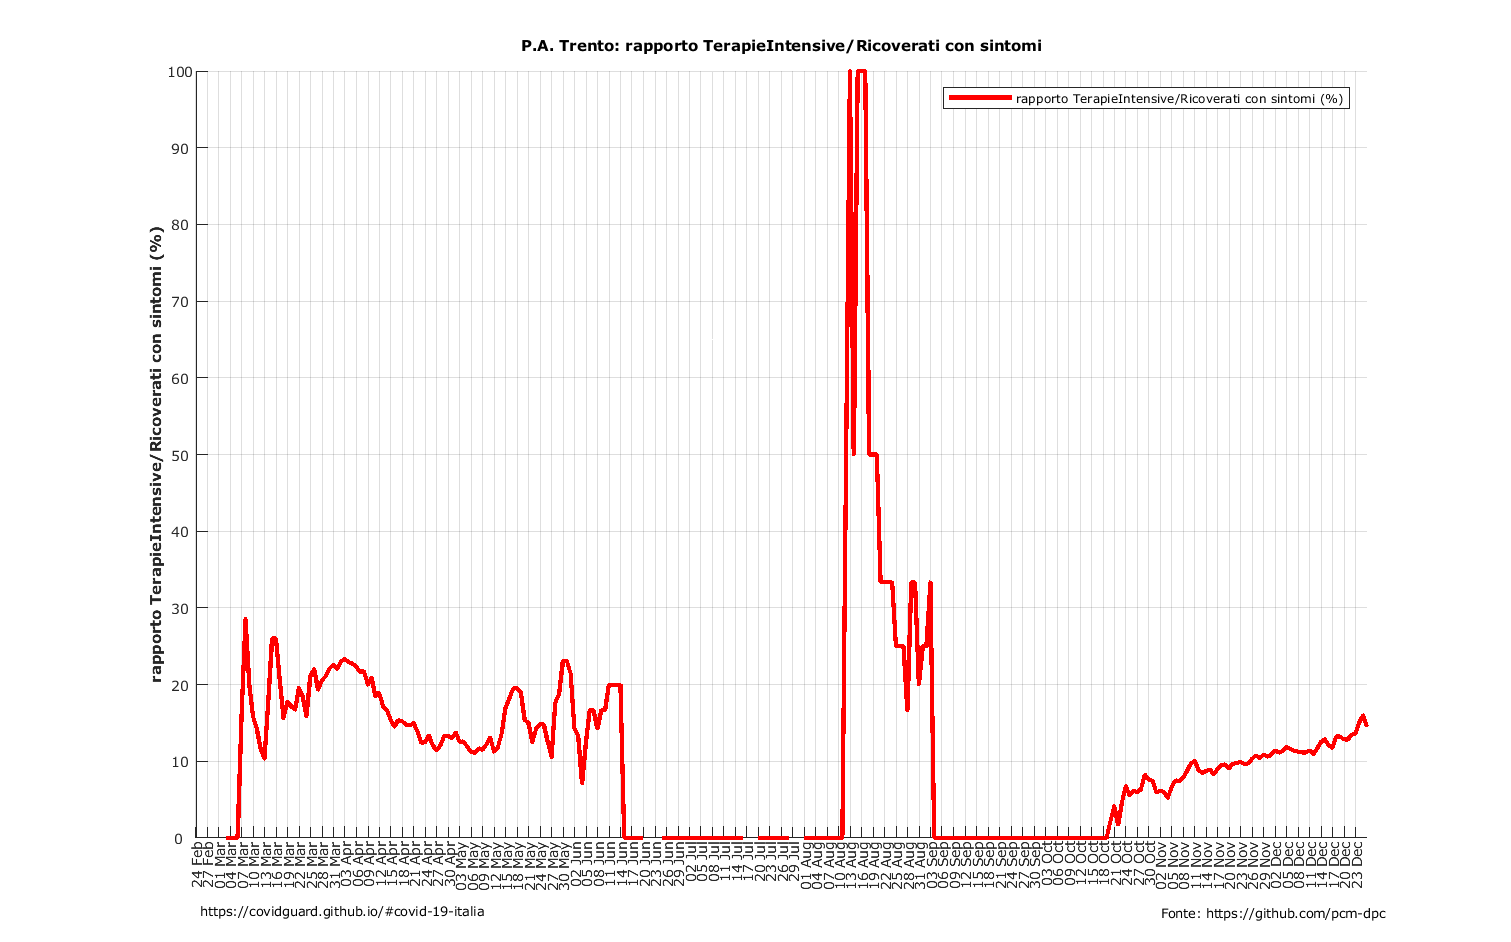 P.A. Trento: rapporto TerapieIntensive/Ricoverati con sintomi
rapporto TerapieIntensive/Ricoverati con sintomi (%)
rapporto TerapieIntensive/Ricoverati con sintomi (%)
100
90
80
70
60
50
40
30
20
10
0
24 Feb
27 Feb
01 Mar
04 Mar
07 Mar
10 Mar
13 Mar
16 Mar
19 Mar
22 Mar
25 Mar
28 Mar
31 Mar
03 Apr
06 Apr
09 Apr
12 Apr
15 Apr
18 Apr
21 Apr
24 Apr
27 Apr
30 Apr
03 May
06 May
09 May
12 May
15 May
18 May
21 May
24 May
27 May
30 May
02 Jun
05 Jun
08 Jun
11 Jun
14 Jun
17 Jun
20 Jun
23 Jun
26 Jun
29 Jun
02 Jul
05 Jul
08 Jul
11 Jul
14 Jul
17 Jul
20 Jul
23 Jul
26 Jul
29 Jul
01 Aug
04 Aug
07 Aug
10 Aug
13 Aug
16 Aug
19 Aug
22 Aug
25 Aug
28 Aug
31 Aug
03 Sep
06 Sep
09 Sep
12 Sep
15 Sep
18 Sep
21 Sep
24 Sep
27 Sep
30 Sep
03 Oct
06 Oct
09 Oct
12 Oct
15 Oct
18 Oct
21 Oct
24 Oct
27 Oct
30 Oct
02 Nov
05 Nov
08 Nov
11 Nov
14 Nov
17 Nov
20 Nov
23 Nov
26 Nov
29 Nov
02 Dec
05 Dec
08 Dec
11 Dec
14 Dec
17 Dec
20 Dec
23 Dec
https://covidguard.github.io/#covid-19-italia
Fonte: https://github.com/pcm-dpc